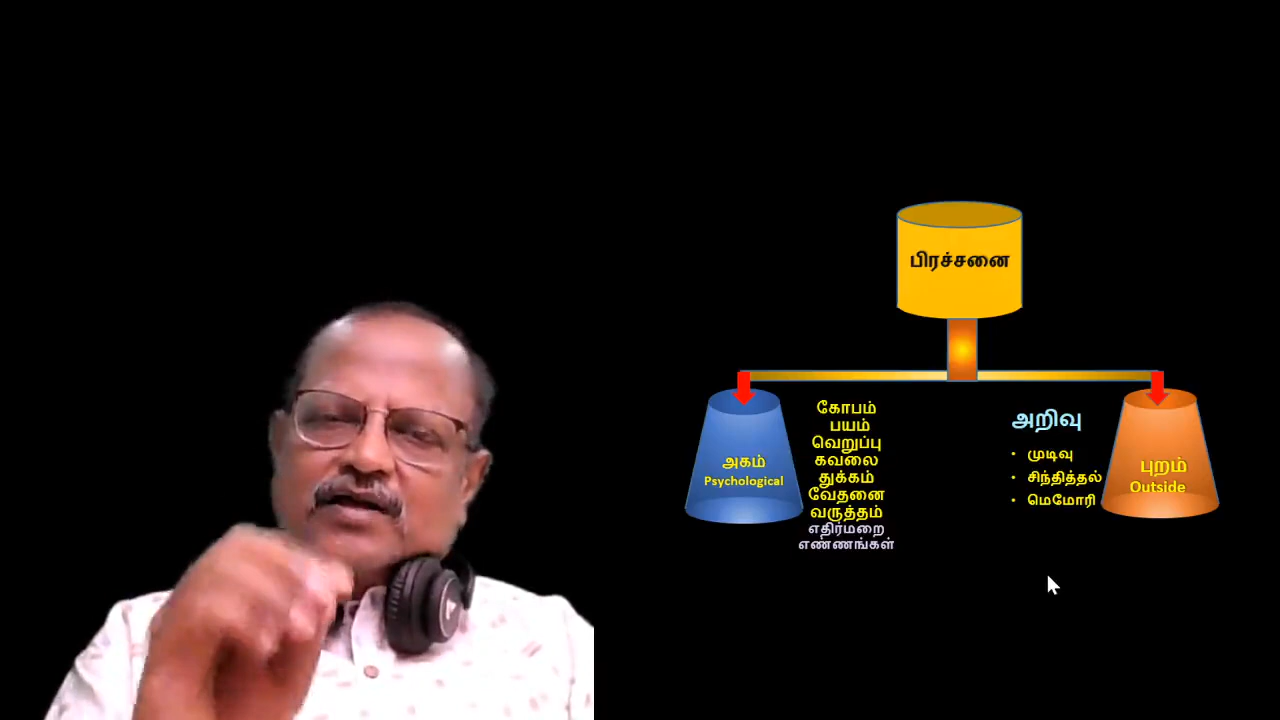 பிரச்சனை
அகம்
Psychological
கோபம்
பயம்
வெறுப்பு
கவலை
துக்கம்
வேதனை
வருத்தம்
எதிர்மறை
எண்ணங்கள்
அறிவு
• முடிவு
• சிந்தித்தல்
• மெமோரி
புறம்
Outside